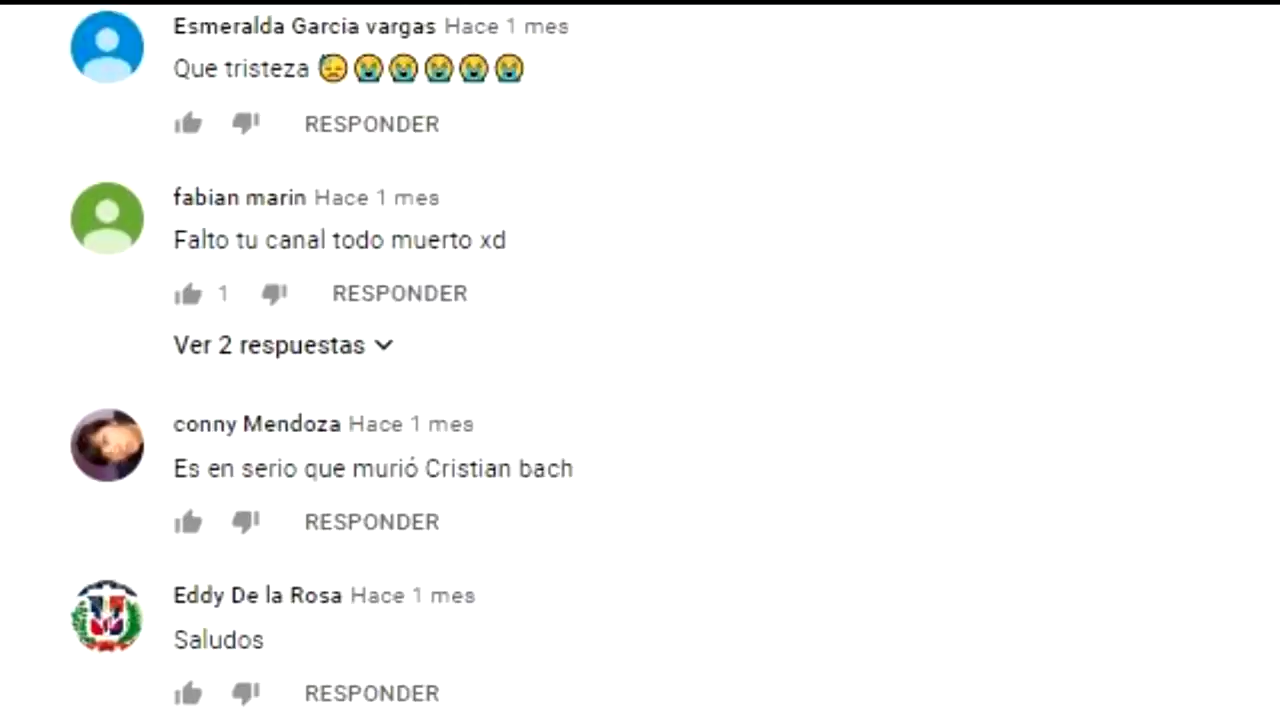 Esmeralda Garcia vargas Hace 1 mes
Que tristeza 😓😭😭😭😭😭
RESPONDER
fabian marin Hace 1 mes
Falto tu canal todo muerto xd
1 RESPONDER
Ver 2 respuestas
conny Mendoza Hace 1 mes
Es en serio que murió Cristian bach
RESPONDER
Eddy De la Rosa Hace 1 mes
Saludos
RESPONDER